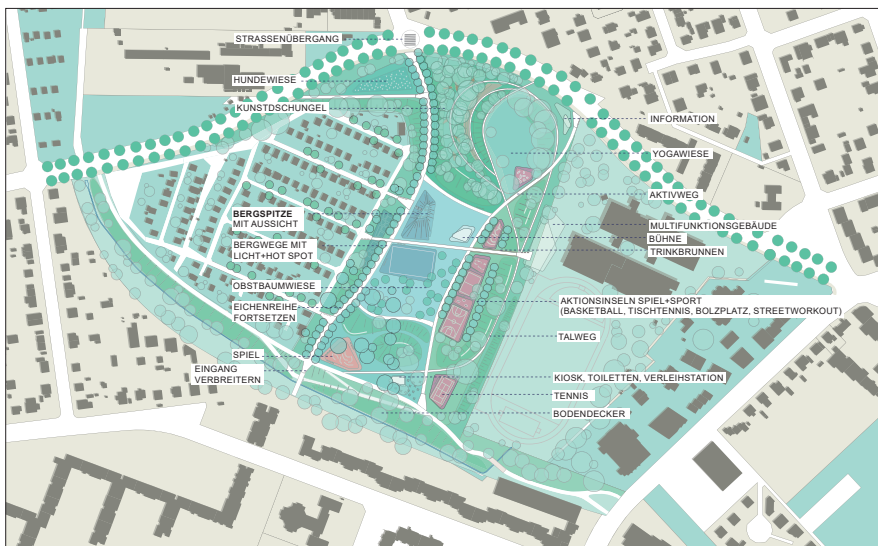 STRASSENÜBERGANG
HUNDEWIESE
KUNSTDSCHUNGEL
INFORMATION
YOGAWIESE
AKTIVWEG
BERGSPITZE
MIT AUSSICHT
MULTIFUNKTIONSGEBÄUDE
BÜHNE
BERGWEGE MIT
LICHT+HOT SPOT
TRINKBRUNNEN
OBSTBAUMWIESE
EICHENREIHE-
FORTSETZEN
AKTIONSINSELN SPIEL+SPORT
(BASKETBALL, TISCHTENNIS, BOLZPLATZ, STREETWORKOUT)
TALWEG
SPIEL
EINGANG
VERBREITERN
KIOSK, TOILETTEN, VERLEIHSTATION
TENNIS
BODENDECKER